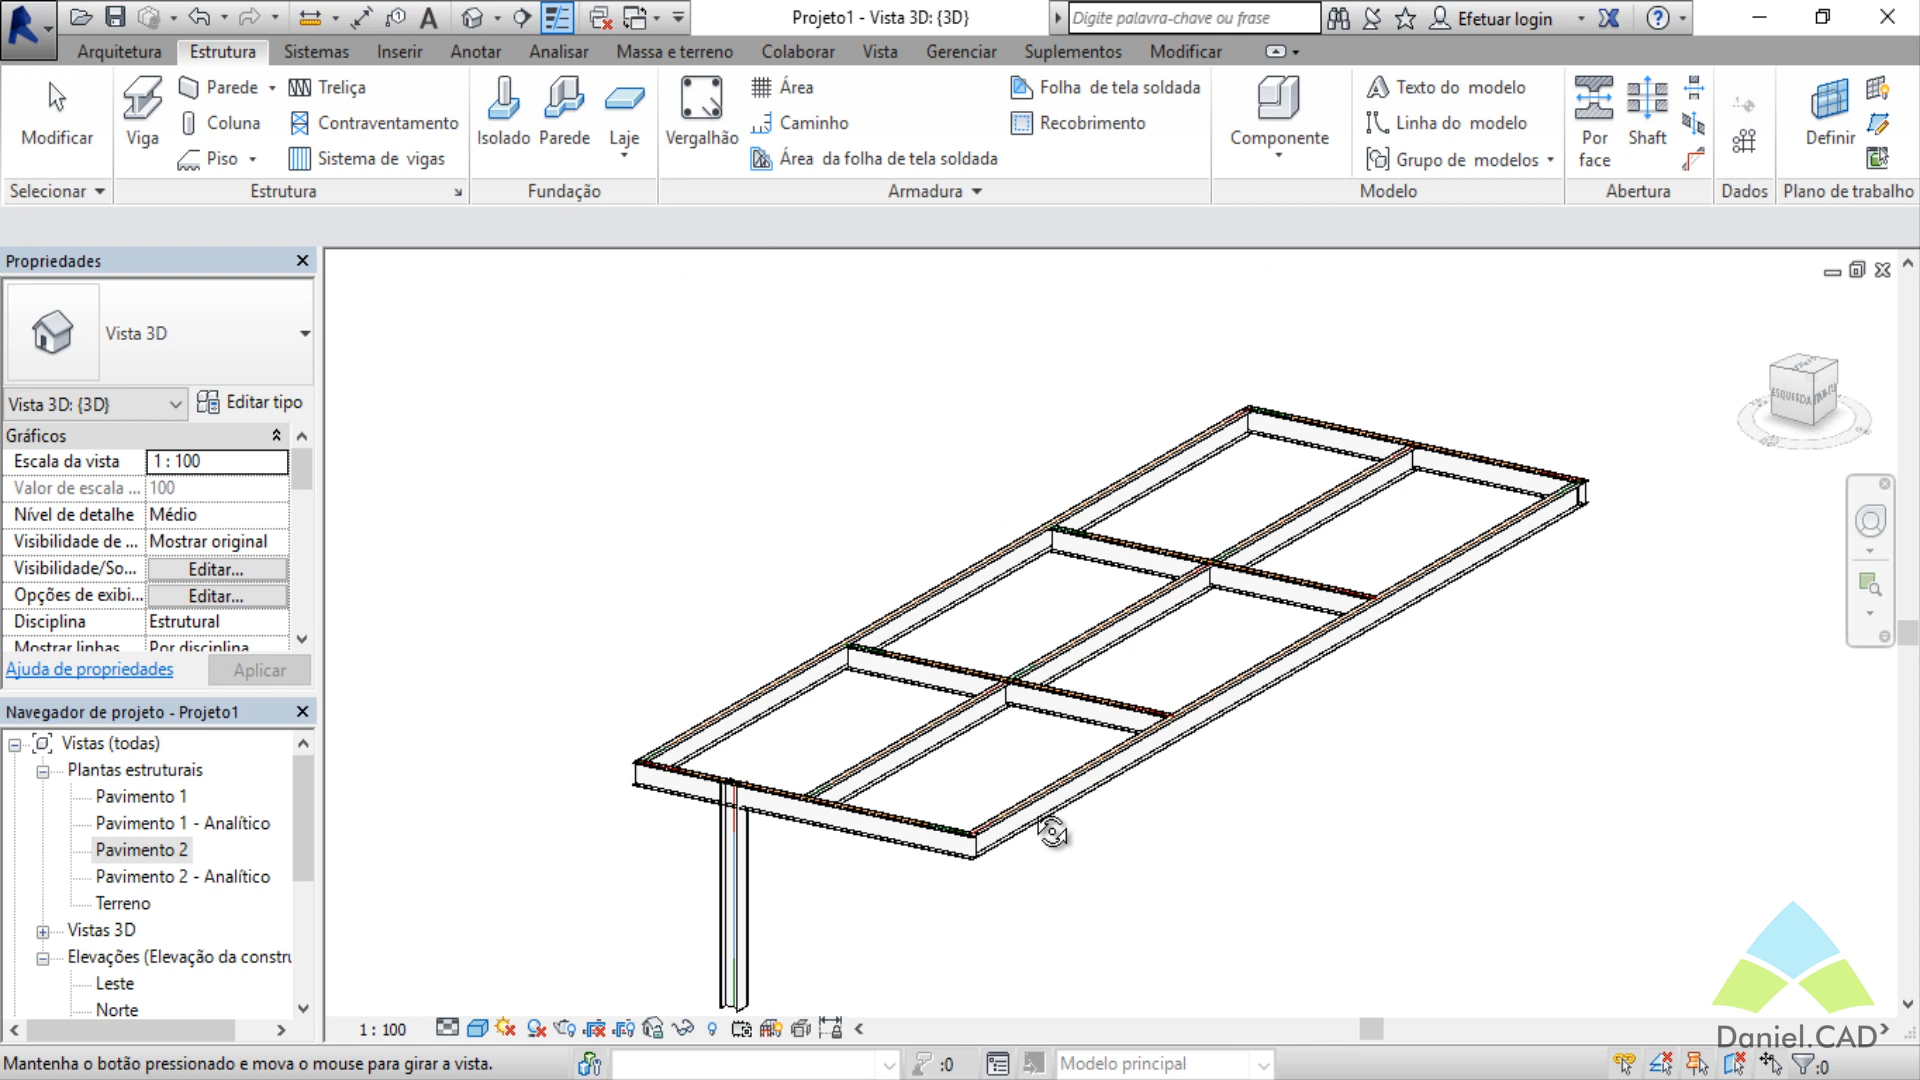 Projeto1 - Vista 3D: {3D}
Digite palavra-chave ou frase
Efetuar login
Arquitetura Estrutura Sistemas Inserir Anotar Analisar Massa e terreno Colaborar Vista Gerenciar Suplementos Modificar
Modificar
Selecionar
Viga
Parede
Coluna
Piso
Treliça
Contraventamento
Sistema de vigas
Estrutura
Isolado
Parede
Laje
Fundação
Vergalhão
Área
Caminho
Área da folha de tela soldada
Folha de tela soldada
Recobrimento
Armadura
Componente
Texto do modelo
Linha do modelo
Grupo de modelos
Modelo
Por
face
Shaft
Abertura
Dados
Definir
Plano de trabalho
Propriedades
Vista 3D
Vista 3D: {3D}
Editar tipo
Gráficos
Escala da vista 1 : 100
Valor de escala ... 100
Nível de detalhe Médio
Visibilidade de ... Mostrar original
Visibilidade/So... Editar...
Opções de exibi... Editar...
Disciplina Estrutural
Mostrar linhas Por disciplina
Ajuda de propriedades
Aplicar
Navegador de projeto - Projeto1
Vistas (todas)
Plantas estruturais
Pavimento 1
Pavimento 1 - Analítico
Pavimento 2
Pavimento 2 - Analítico
Terreno
Vistas 3D
Elevações (Elevação da constru
Leste
Norte
ESQUERDA
1 : 100
Daniel.CAD
Mantenha o botão pressionado e mova o mouse para girar a vista.
:0
Modelo principal
:0